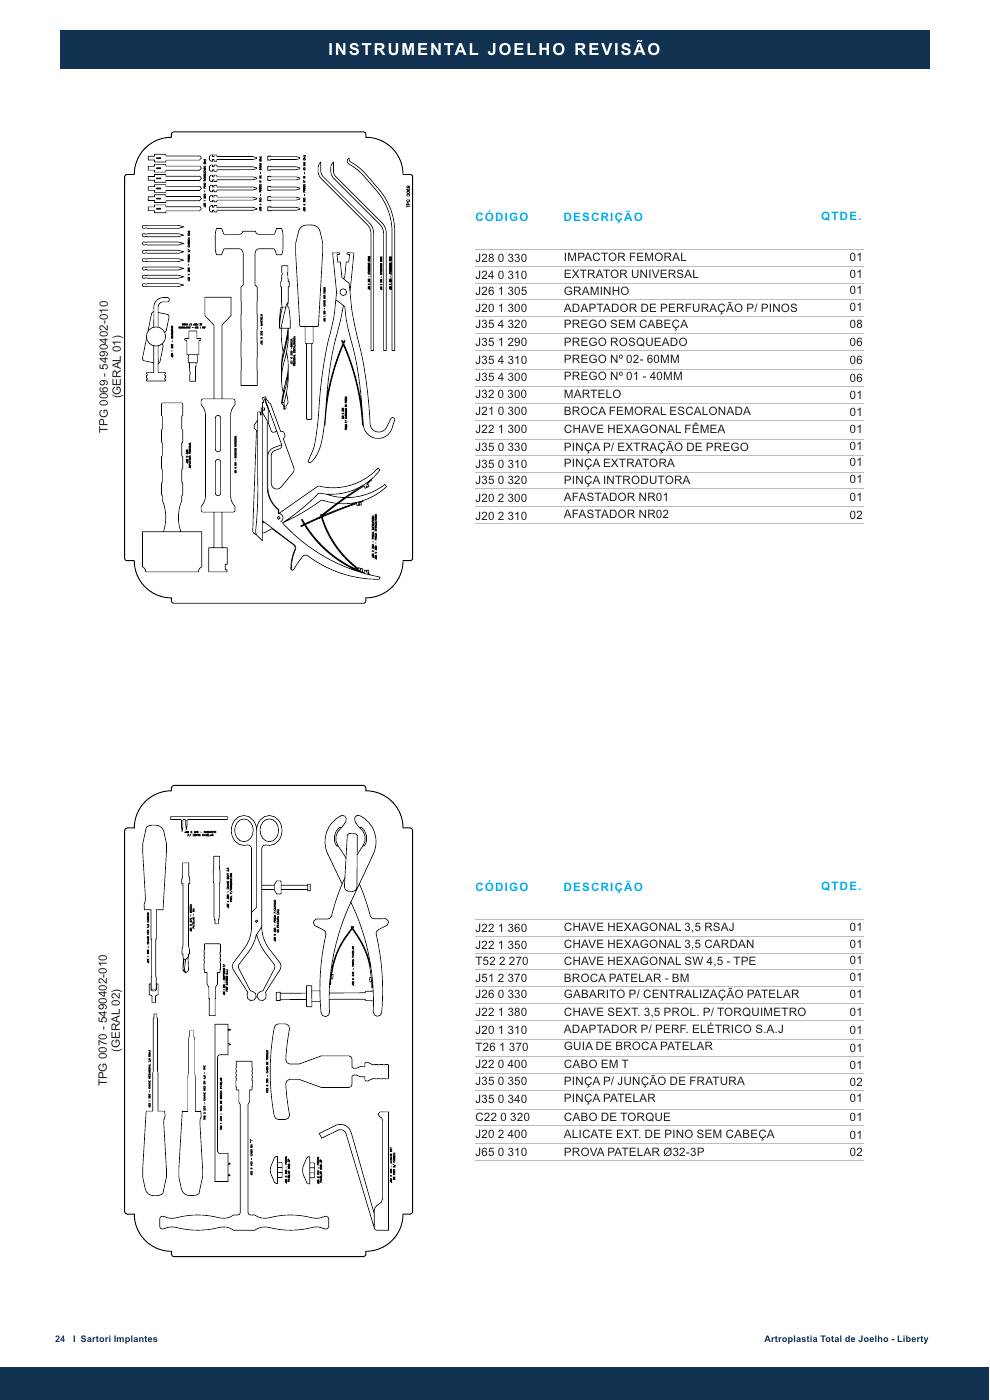 INSTRUMENTAL JOELHO REVISÃO
TPG 0069 - 5490402-010
(GERAL 01)
CÓDIGO DESCRIÇÃO QTDE.
J28 0 330 IMPACTOR FEMORAL 01
J24 0 310 EXTRATOR UNIVERSAL 01
J26 1 305 GRAMINHO 01
J20 1 300 ADAPTADOR DE PERFURAÇÃO P/ PINOS 01
J35 4 320 PREGO SEM CABEÇA 08
J35 1 290 PREGO ROSQUEADO 06
J35 4 310 PREGO Nº 02- 60MM 06
J35 4 300 PREGO Nº 01 - 40MM 06
J32 0 300 MARTELO 01
J21 0 300 BROCA FEMORAL ESCALONADA 01
J22 1 300 CHAVE HEXAGONAL FÊMEA 01
J35 0 330 PINÇA P/ EXTRAÇÃO DE PREGO 01
J35 0 310 PINÇA EXTRATORA 01
J35 0 320 PINÇA INTRODUTORA 01
J20 2 300 AFASTADOR NR01 01
J20 2 310 AFASTADOR NR02 02
TPG 0070 - 5490402-010
(GERAL 02)
CÓDIGO DESCRIÇÃO QTDE.
J22 1 360 CHAVE HEXAGONAL 3,5 RSAJ 01
J22 1 350 CHAVE HEXAGONAL 3,5 CARDAN 01
T52 2 270 CHAVE HEXAGONAL SW 4,5 - TPE 01
J51 2 370 BROCA PATELAR - BM 01
J26 0 330 GABARITO P/ CENTRALIZAÇÃO PATELAR 01
J22 1 380 CHAVE SEXT. 3,5 PROL. P/ TORQUIMETRO 01
J20 1 310 ADAPTADOR P/ PERF. ELÉTRICO S.A.J 01
T26 1 370 GUIA DE BROCA PATELAR 01
J22 0 400 CABO EM T 01
J35 0 350 PINÇA P/ JUNÇÃO DE FRATURA 02
J35 0 340 PINÇA PATELAR 01
C22 0 320 CABO DE TORQUE 01
J20 2 400 ALICATE EXT. DE PINO SEM CABEÇA 01
J65 0 310 PROVA PATELAR Ø32-3P 02
24 I Sartori Implantes
Artroplastia Total de Joelho - Liberty